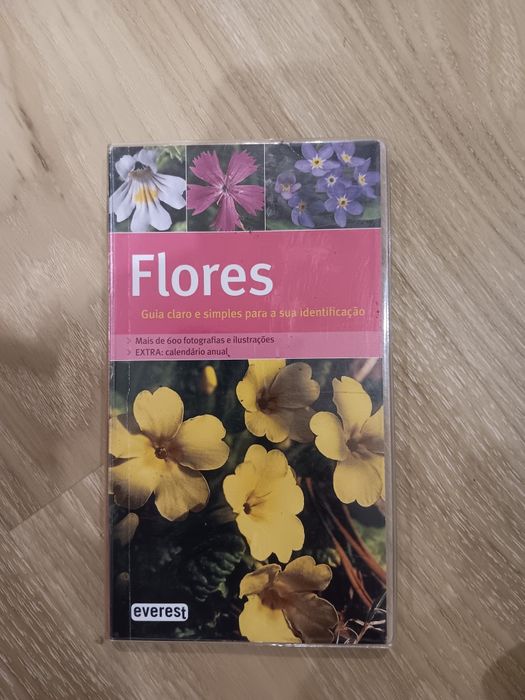 Flores
Guia claro e simples para a sua identificação
> Mais de 600 fotografias e ilustrações
> EXTRA: calendário anual
everest